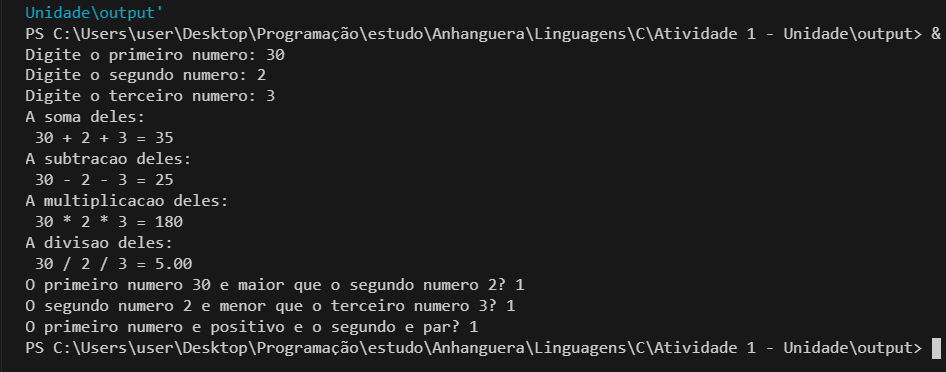 Unidade\output'
PS C:\Users\user\Desktop\Programação\estudo\Anhanguera\Linguagens\C\Atividade 1 - Unidade\output> &
Digite o primeiro numero: 30
Digite o segundo numero: 2
Digite o terceiro numero: 3
A soma deles:
 30 + 2 + 3 = 35
A subtracao deles:
 30 - 2 - 3 = 25
A multiplicacao deles:
 30 * 2 * 3 = 180
A divisao deles:
 30 / 2 / 3 = 5.00
O primeiro numero 30 e maior que o segundo numero 2? 1
O segundo numero 2 e menor que o terceiro numero 3? 1
O primeiro numero e positivo e o segundo e par? 1
PS C:\Users\user\Desktop\Programação\estudo\Anhanguera\Linguagens\C\Atividade 1 - Unidade\output>